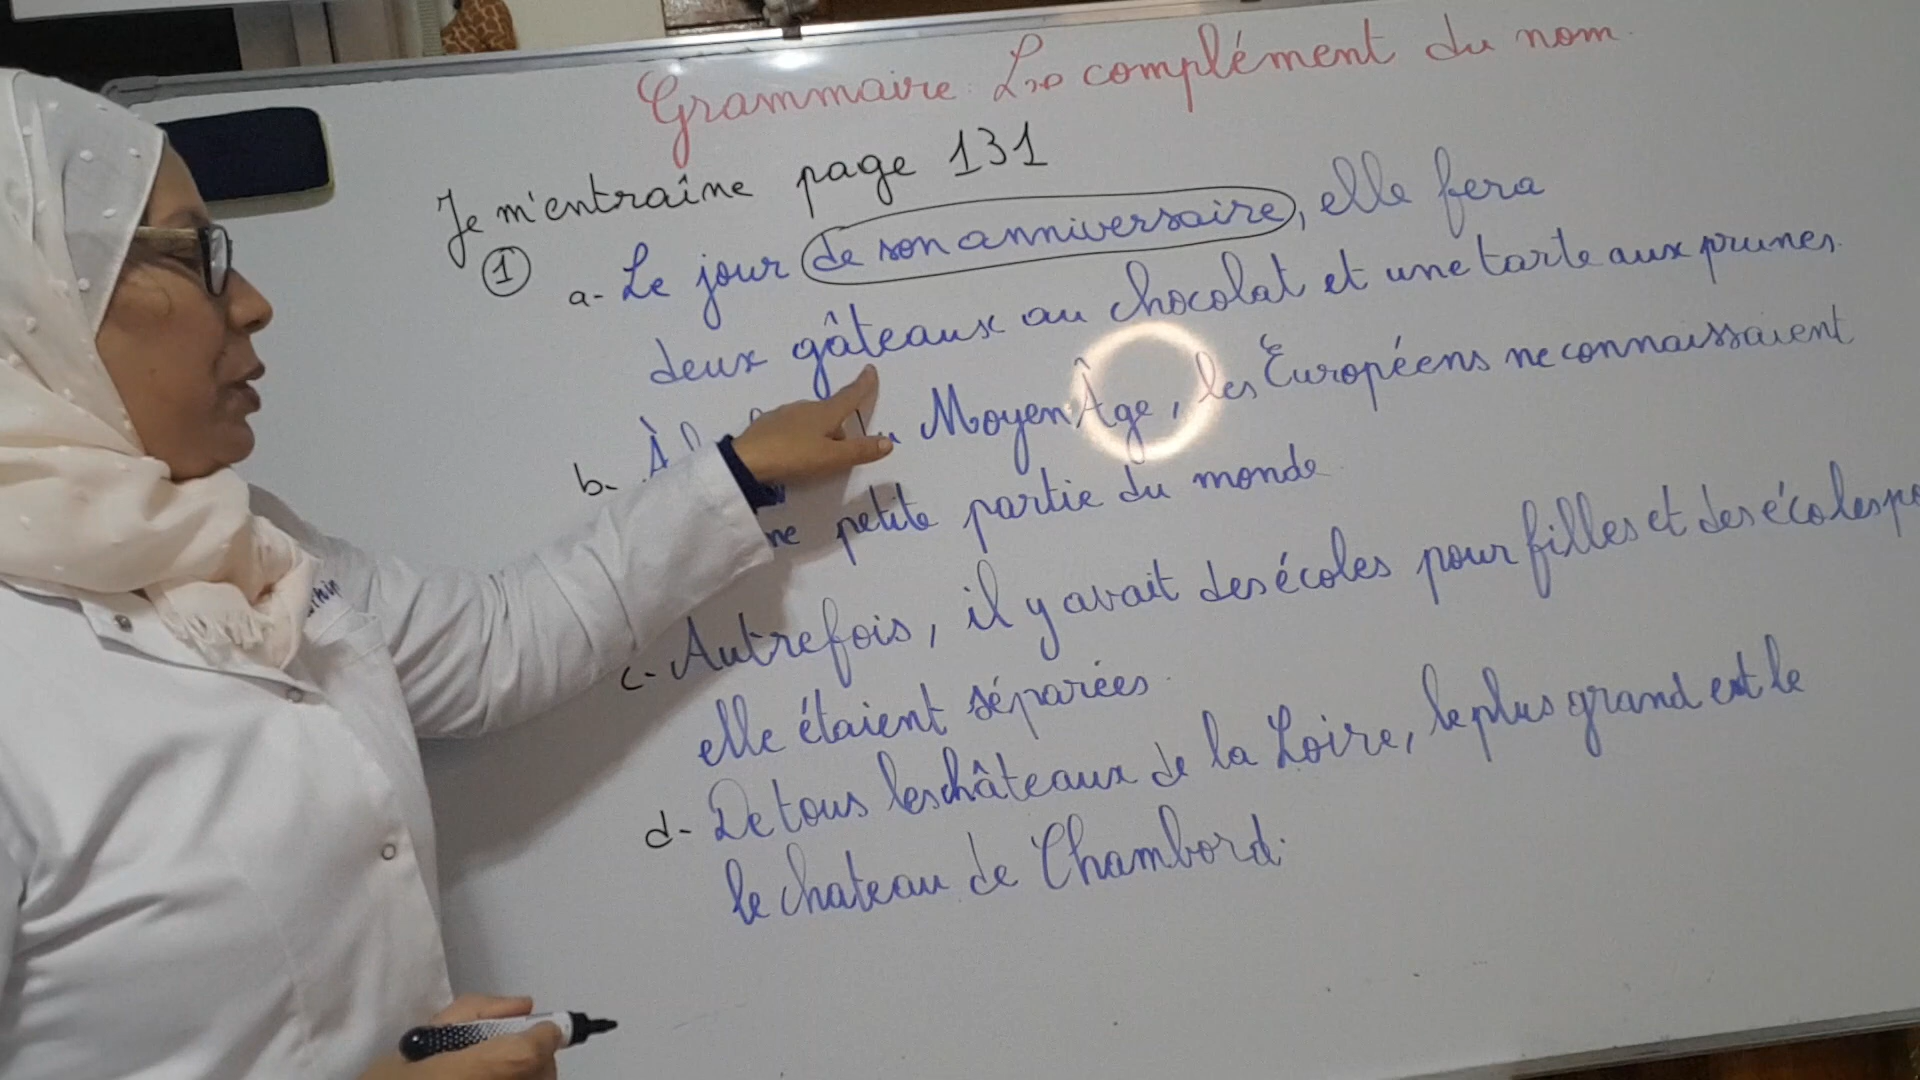 Grammaire: Le complément du nom.
Je m'entraîne page 131
1 a- Le jour de son anniversaire, elle fera
deux gâteaux au chocolat et une tarte aux prunes.
b- À du Moyen Âge, les Européens ne connaissaient
petite partie du monde
c- Autrefois, il y avait des écoles pour filles et des écoles
elle étaient séparées.
d- De tous les châteaux de la Loire, le plus grand est le
le chateau de Chambord.